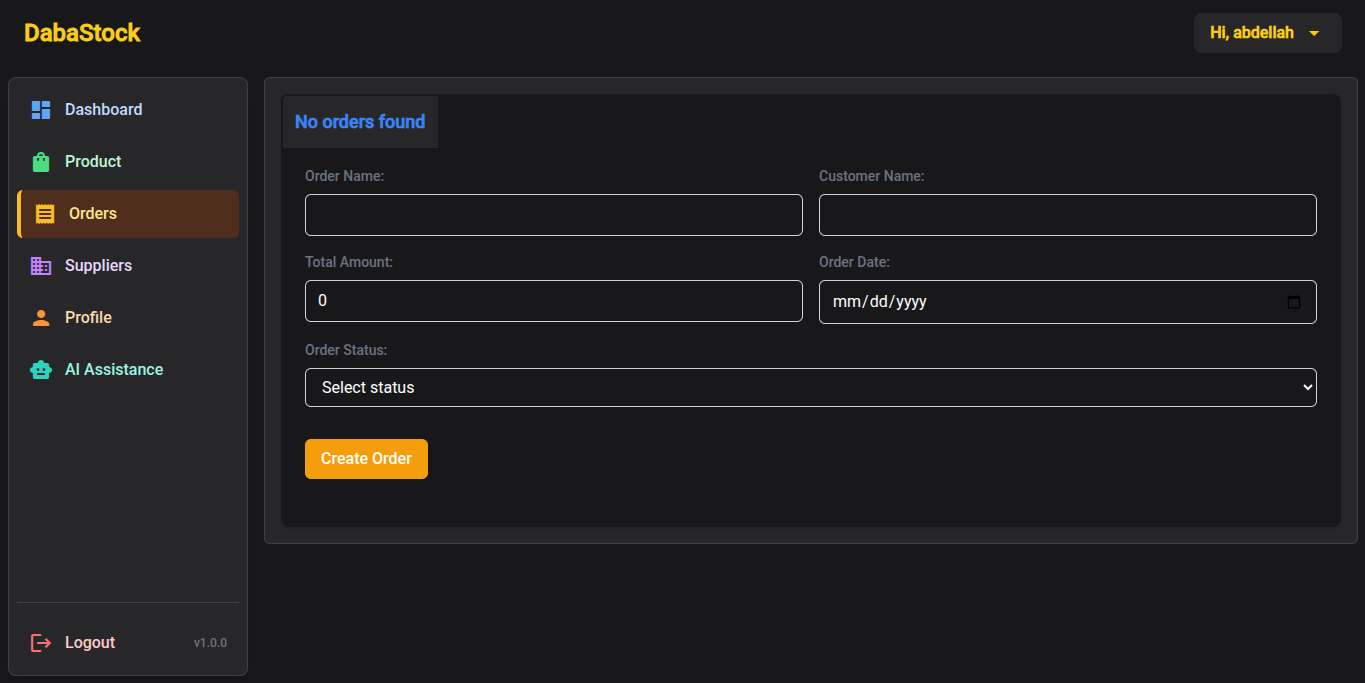 DabaStock
Hi, abdellah
Dashboard
Product
Orders
Suppliers
Profile
AI Assistance
Logout
v1.0.0
No orders found
Order Name:
Customer Name:
Total Amount:
0
Order Date:
mm/dd/yyyy
Order Status:
Select status
Create Order